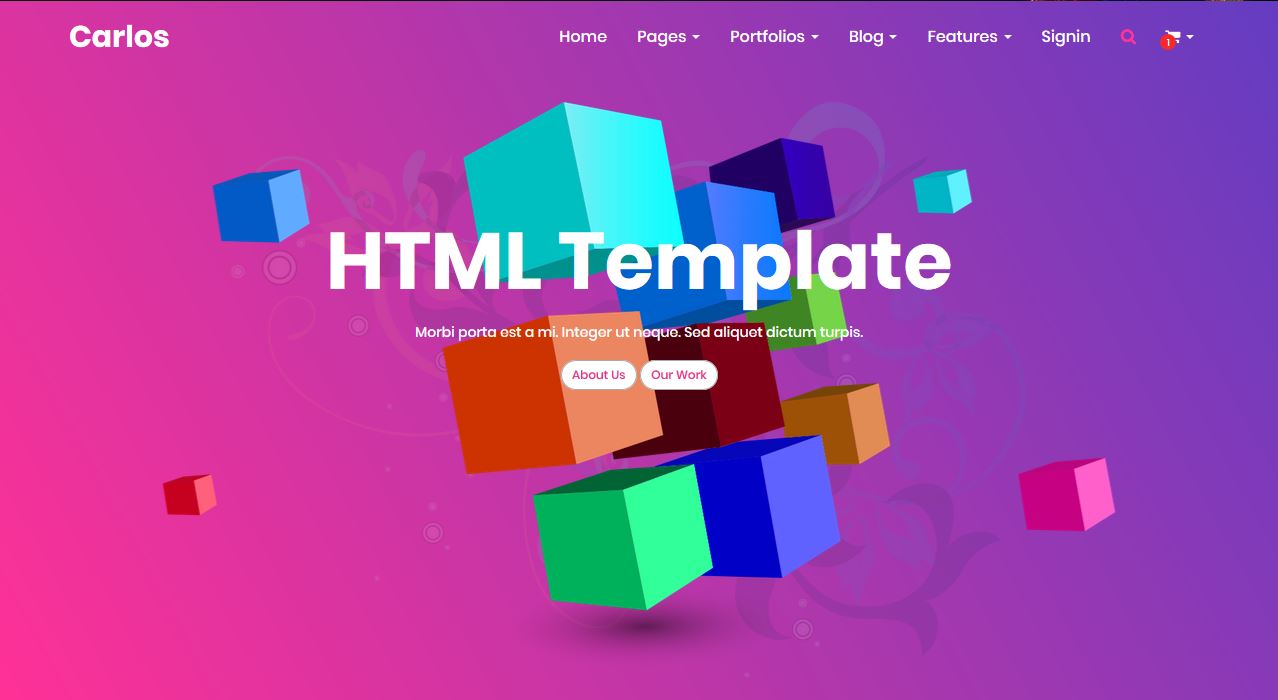 Carlos
Home Pages Portfolios Blog Features Signin 1
HTML Template
Morbi porta est a mi. Integer ut neque. Sed aliquet dictum turpis.
About Us Our Work